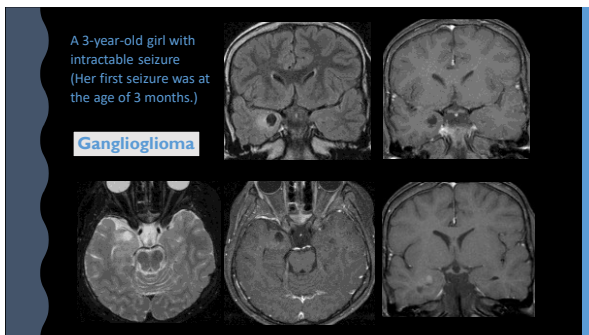 A 3-year-old girl with
intractable seizure
(Her first seizure was at
the age of 3 months.)
Ganglioglioma